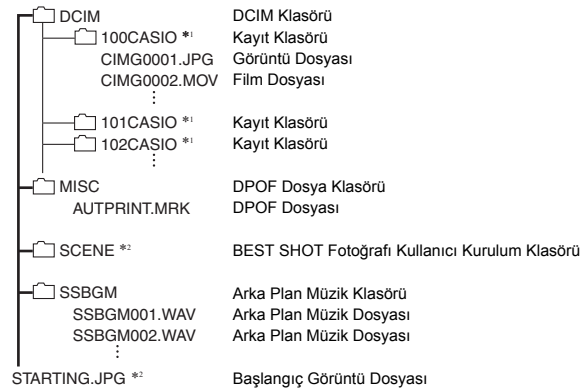 DCIM DCIM Klasörü
100CASIO *1 Kayıt Klasörü
CIMG0001.JPG Görüntü Dosyası
CIMG0002.MOV Film Dosyası
101CASIO *1 Kayıt Klasörü
102CASIO *1 Kayıt Klasörü
MISC DPOF Dosya Klasörü
AUTPRINT.MRK DPOF Dosyası
SCENE *2 BEST SHOT Fotoğrafı Kullanıcı Kurulum Klasörü
SSBGM Arka Plan Müzik Klasörü
SSBGM001.WAV Arka Plan Müzik Dosyası
SSBGM002.WAV Arka Plan Müzik Dosyası
STARTING.JPG *2 Başlangıç Görüntü Dosyası